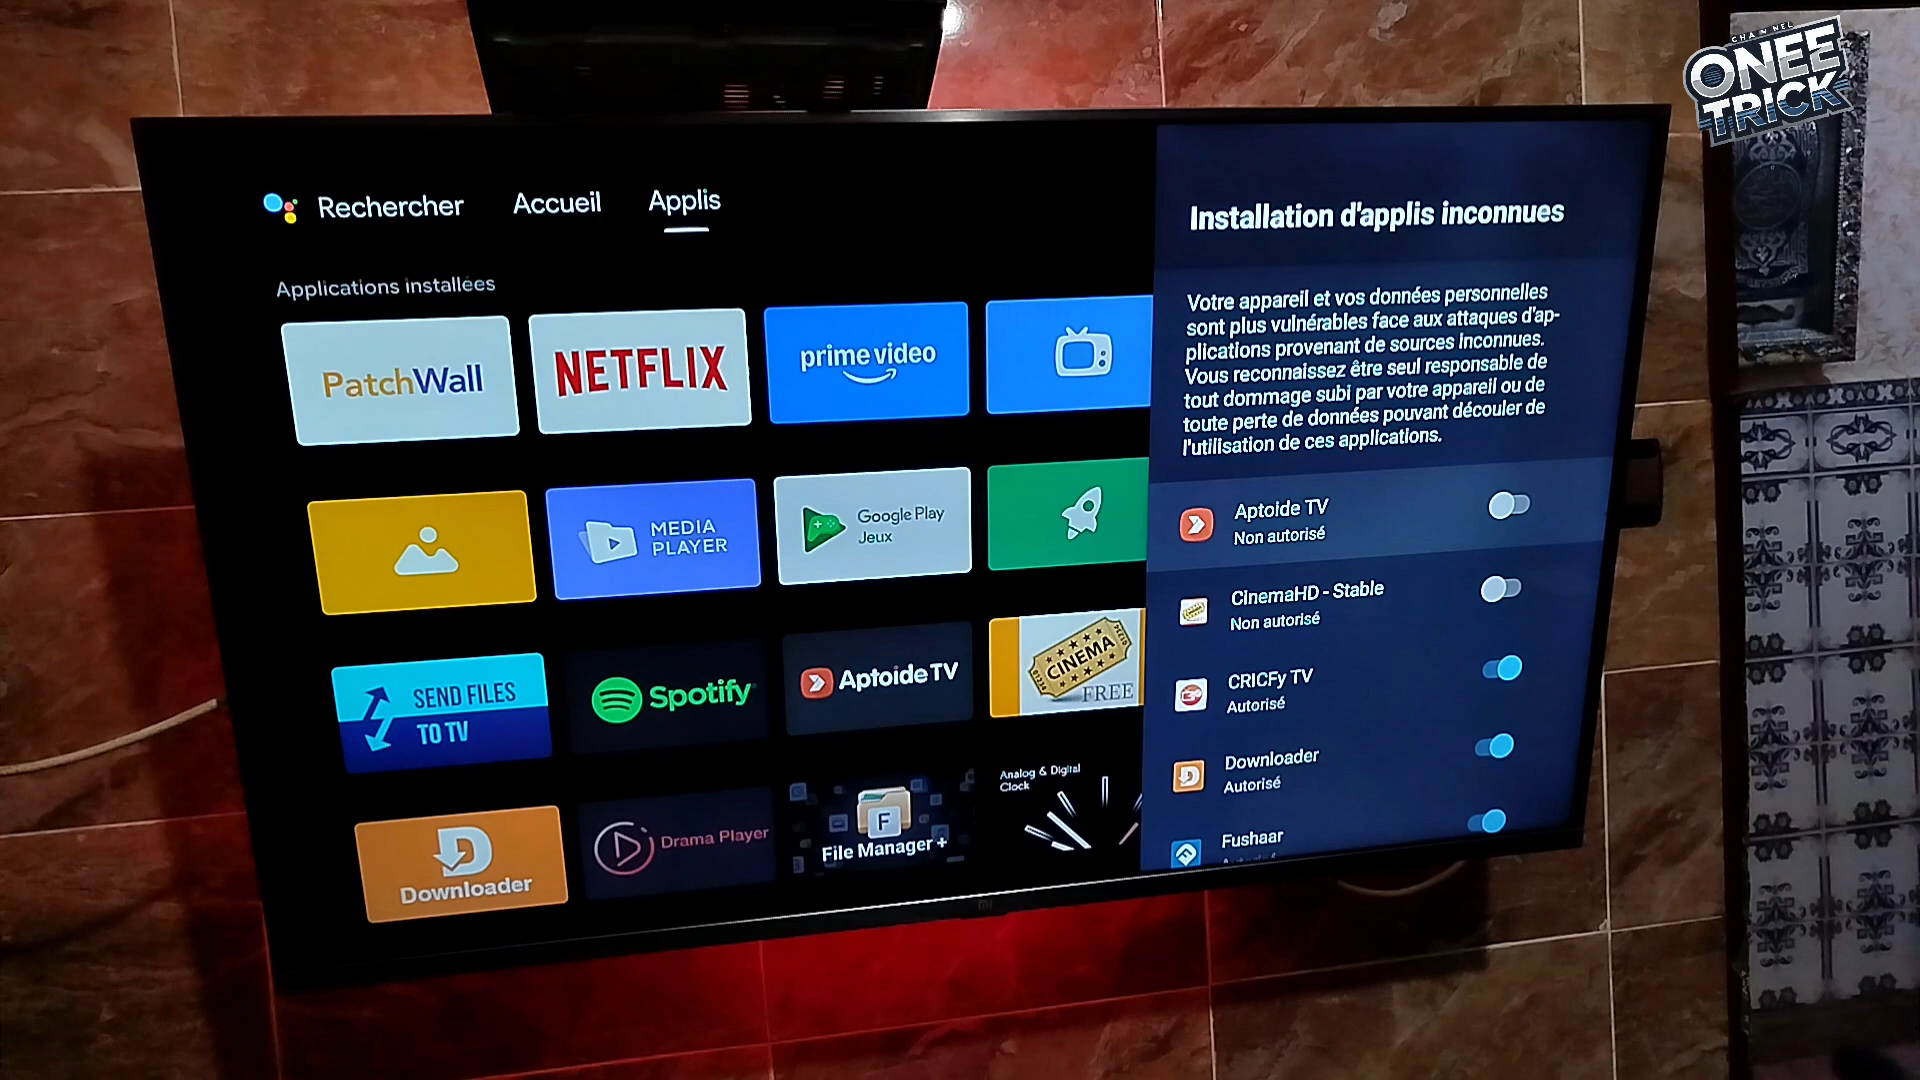 CHANNEL
ONEE
TRICK
Rechercher
Accueil
Applis
Applications installées
PatchWall
NETFLIX
prime video
MEDIA
PLAYER
Google Play
Jeux
SEND FILES
TO TV
Spotify
Aptoide TV
CINEMA
FREE
Downloader
Drama Player
F
File Manager +
Analog & Digital
Clock
Installation d'applis inconnues
Votre appareil et vos données personnelles
sont plus vulnérables face aux attaques d'ap-
plications provenant de sources inconnues.
Vous reconnaissez être seul responsable de
tout dommage subi par votre appareil ou de
toute perte de données pouvant découler de
l'utilisation de ces applications.
Aptoide TV
Non autorisé
CinemaHD - Stable
Non autorisé
CRICFy TV
Autorisé
Downloader
Autorisé
Fushaar
mi